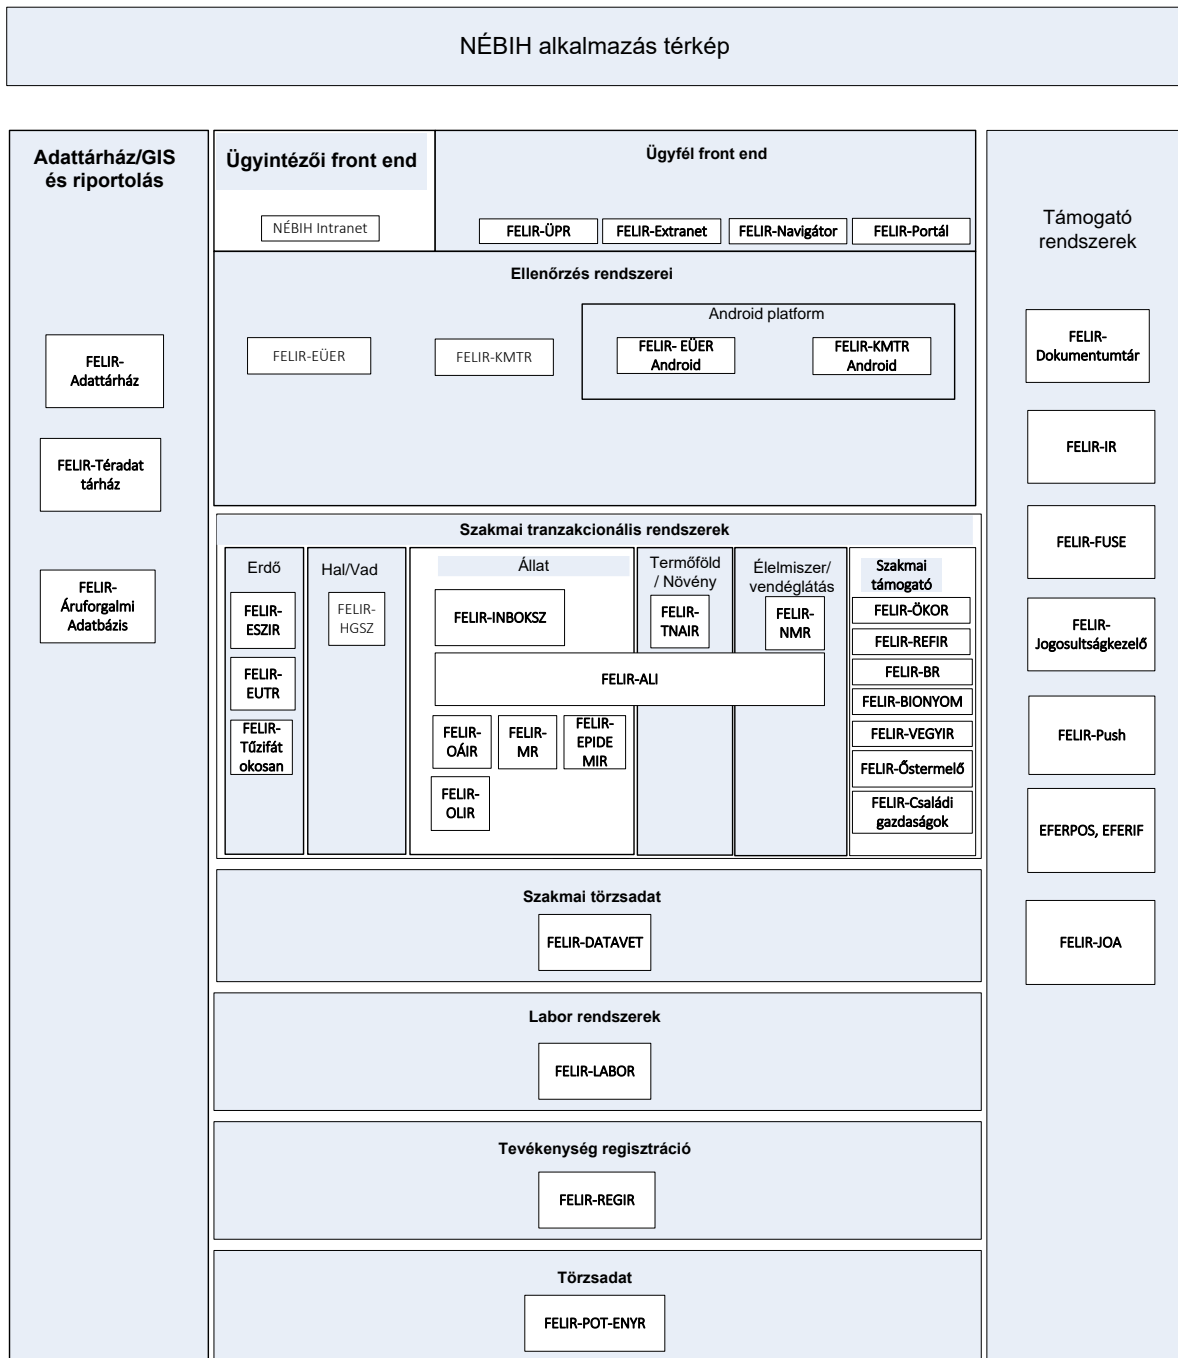 NÉBIH alkalmazás térkép
Adattárház/GIS
és riportolás
FELIR-
Adattárház
FELIR-Téradat
tárház
FELIR-
Áruforgalmi
Adatbázis
Ügyintézői front end
NÉBIH Intranet
Ügyfél front end
FELIR-ÜPR
FELIR-Extranet
FELIR-Navigátor
FELIR-Portál
Ellenőrzés rendszerei
FELIR-EÜER
FELIR-KMTR
Android platform
FELIR- EÜER
Android
FELIR-KMTR
Android
Szakmai tranzakcionális rendszerek
Erdő
FELIR-
ESZIR
FELIR-
EUTR
FELIR-
Tűzifát
okosan
Hal/Vad
FELIR-
HGSZ
Állat
FELIR-INBOKSZ
FELIR-ALI
FELIR-
OÁIR
FELIR-
MR
FELIR-
EPIDE
MIR
FELIR-
OLIR
Termőföld
/ Növény
FELIR-
TNAIR
Élelmiszer/
vendéglátás
FELIR-
NMR
Szakmai
támogató
FELIR-ÖKOR
FELIR-REFIR
FELIR-BR
FELIR-BIONYOM
FELIR-VEGYIR
FELIR-Őstermelő
FELIR-Családi
gazdaságok
Szakmai törzsadat
FELIR-DATAVET
Labor rendszerek
FELIR-LABOR
Tevékenység regisztráció
FELIR-REGIR
Törzsadat
FELIR-POT-ENYR
Támogató
rendszerek
FELIR-
Dokumentumtár
FELIR-IR
FELIR-FUSE
FELIR-
Jogosultságkezelő
FELIR-Push
EFERPOS, EFERIF
FELIR-JOA